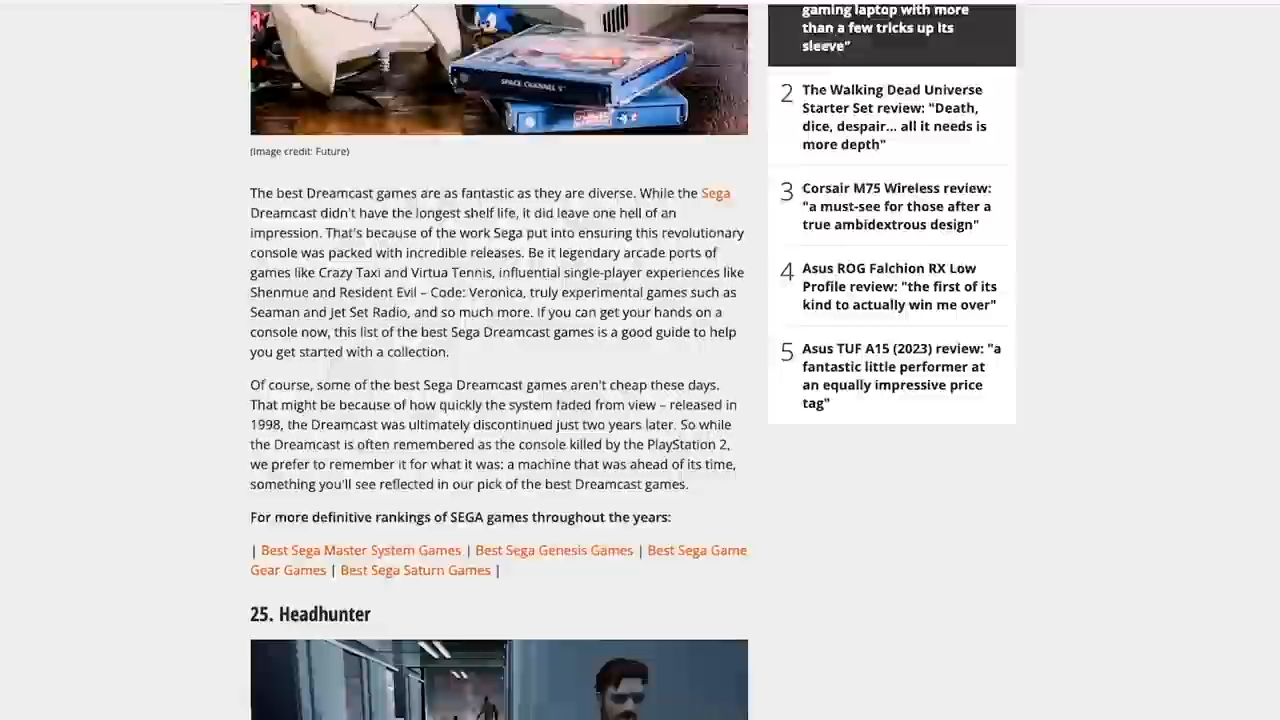 SPACE CHANNEL 5
(Image credit: Future)
The best Dreamcast games are as fantastic as they are diverse. While the Sega
Dreamcast didn't have the longest shelf life, it did leave one hell of an
impression. That's because of the work Sega put into ensuring this revolutionary
console was packed with incredible releases. Be it legendary arcade ports of
games like Crazy Taxi and Virtua Tennis, influential single-player experiences like
Shenmue and Resident Evil – Code: Veronica, truly experimental games such as
Seaman and Jet Set Radio, and so much more. If you can get your hands on a
console now, this list of the best Sega Dreamcast games is a good guide to help
you get started with a collection.
Of course, some of the best Sega Dreamcast games aren't cheap these days.
That might be because of how quickly the system faded from view – released in
1998, the Dreamcast was ultimately discontinued just two years later. So while
the Dreamcast is often remembered as the console killed by the PlayStation 2,
we prefer to remember it for what it was: a machine that was ahead of its time,
something you'll see reflected in our pick of the best Dreamcast games.
For more definitive rankings of SEGA games throughout the years:
| Best Sega Master System Games | Best Sega Genesis Games | Best Sega Game
Gear Games | Best Sega Saturn Games |
25. Headhunter
gaming laptop with more
than a few tricks up its
sleeve"
2 The Walking Dead Universe
Starter Set review: "Death,
dice, despair... all it needs is
more depth"
3 Corsair M75 Wireless review:
"a must-see for those after a
true ambidextrous design"
4 Asus ROG Falchion RX Low
Profile review: "the first of its
kind to actually win me over"
5 Asus TUF A15 (2023) review: "a
fantastic little performer at
an equally impressive price
tag"